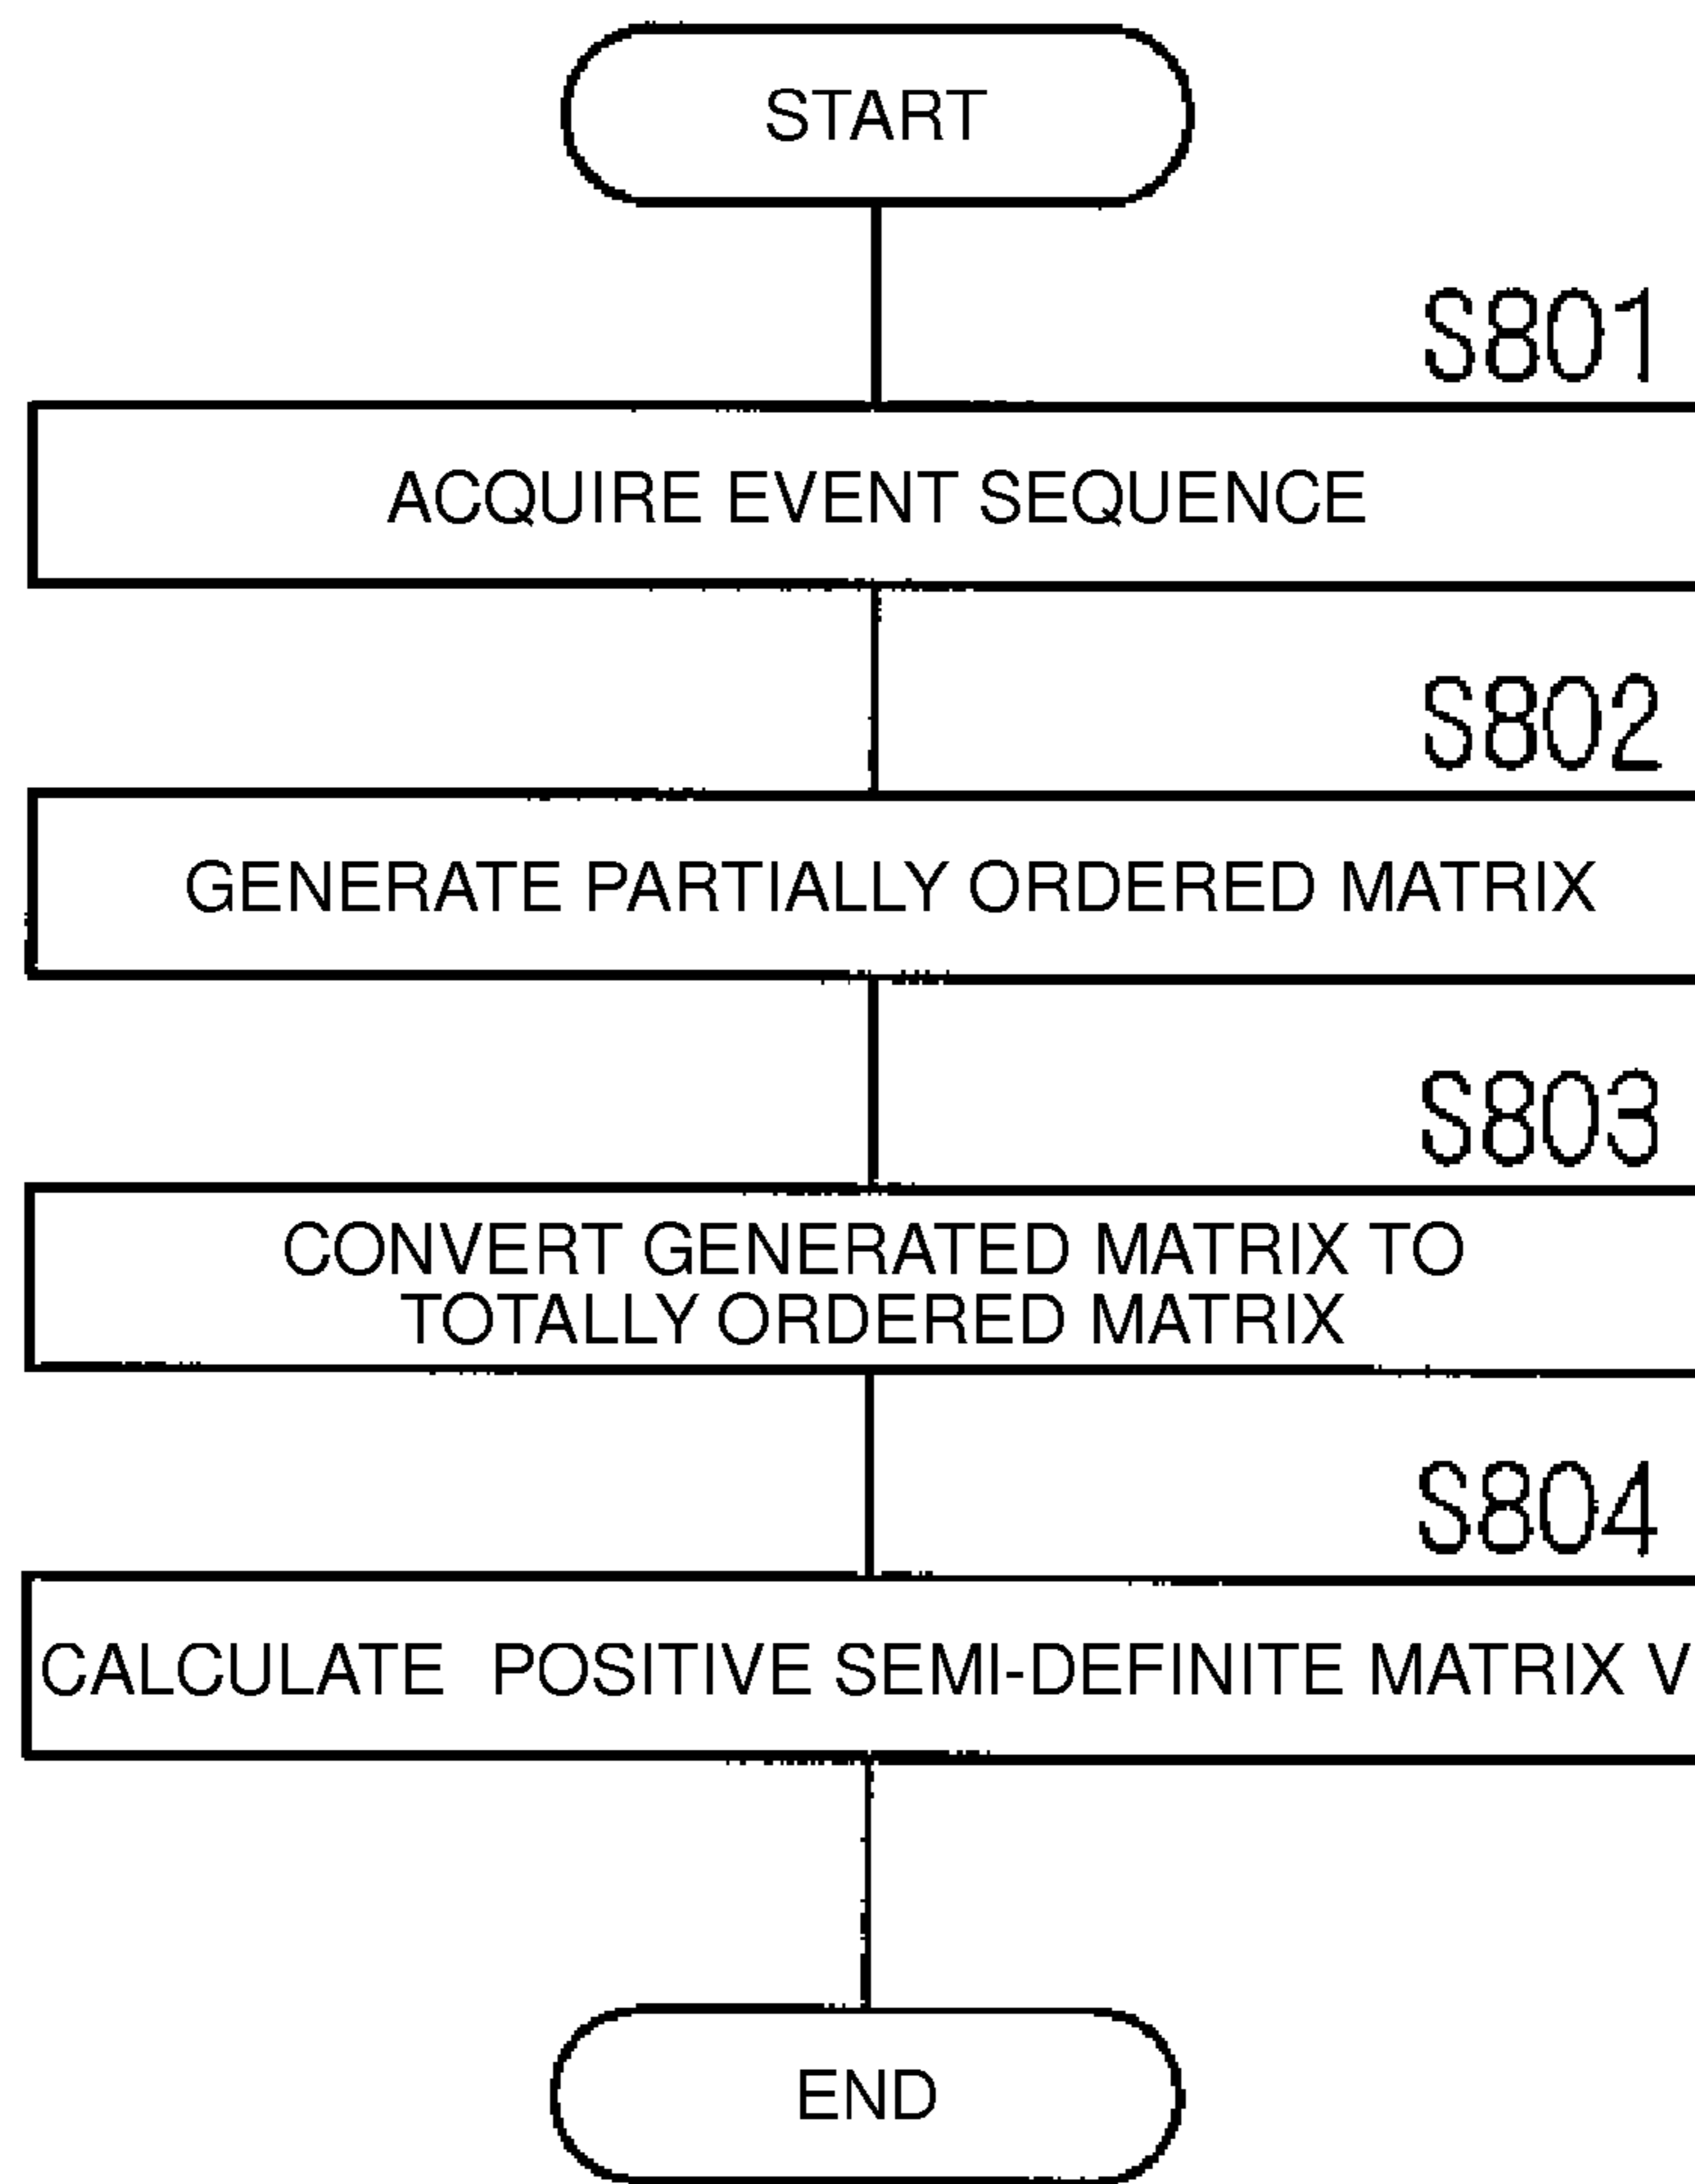 START
S801
ACQUIRE EVENT SEQUENCE
S802
GENERATE PARTIALLY ORDERED MATRIX
S803
CONVERT GENERATED MATRIX TO
TOTALLY ORDERED MATRIX
S804
CALCULATE POSITIVE SEMI-DEFINITE MATRIX V
END